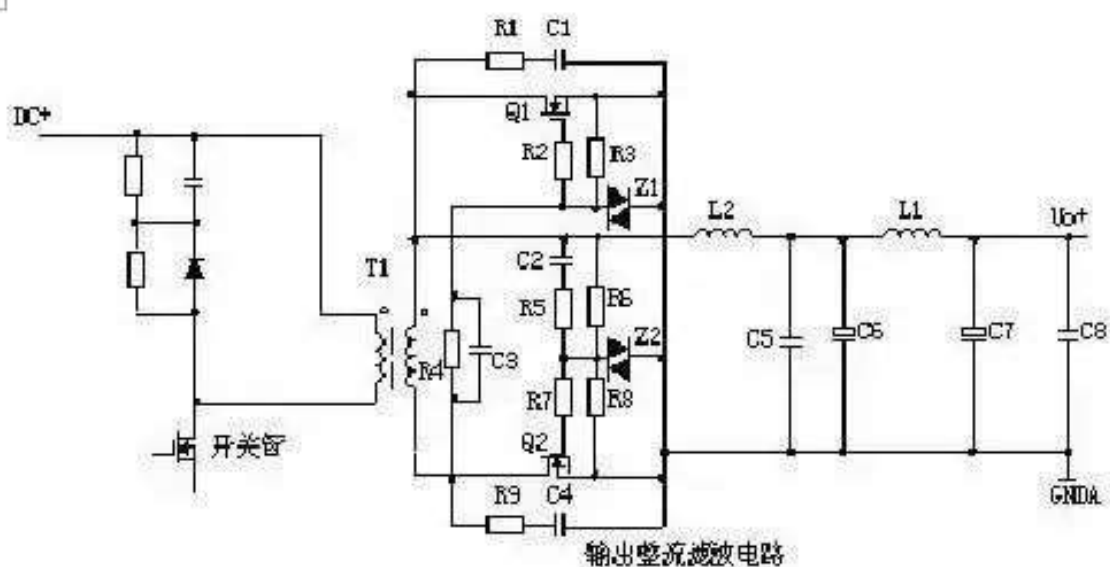 R1 C1
DC+
Q1
R2 R3
Z1
L2 L1 Uo+
C2
T1
R5 R6
Z2
R4 C3 C5 C6 C7 C8
R7 R8
开关管 Q2
R9 C4 GNDA
输出整流滤波电路